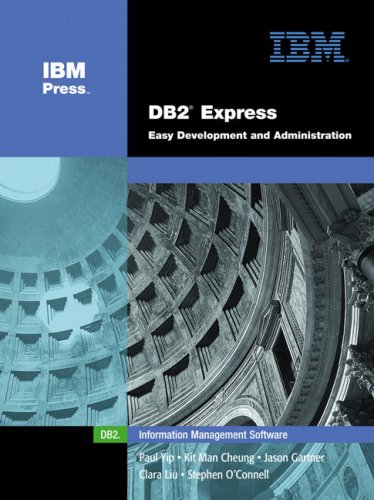 IBM
Press™
IBM
DB2® Express
Easy Development and Administration
DB2.
Information Management Software
Paul Yip • Kit Man Cheung • Jason Gartner
Clara Liu • Stephen O'Connell